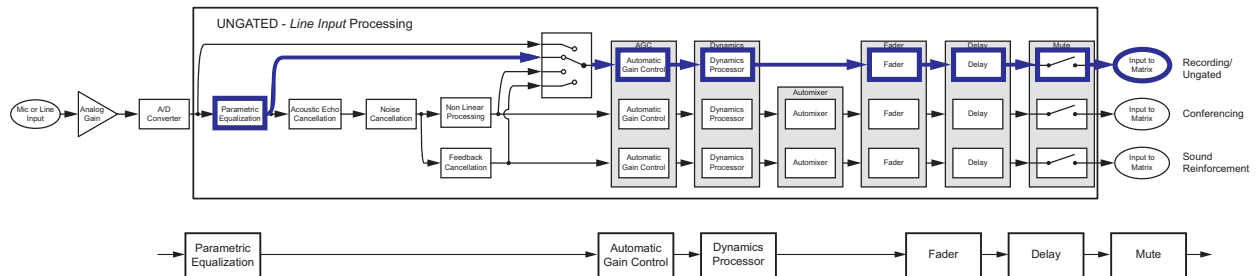 UNGATED - Line Input Processing
AGC
Dynamics
Fader
Delay
Mute
Automatic
Gain Control
Dynamics
Processor
Fader
Delay
Input to
Matrix
Recording/
Ungated
Mic or Line
Input
Analog
Gain
A/D
Converter
Parametric
Equalization
Acoustic Echo
Cancellation
Noise
Cancellation
Non Linear
Processing
Automatic
Gain Control
Dynamics
Processor
Automixer
Automixer
Fader
Delay
Input to
Matrix
Conferencing
Feedback
Cancellation
Automatic
Gain Control
Dynamics
Processor
Automixer
Fader
Delay
Input to
Matrix
Sound
Reinforcement
Parametric
Equalization
Automatic
Gain Control
Dynamics
Processor
Fader
Delay
Mute